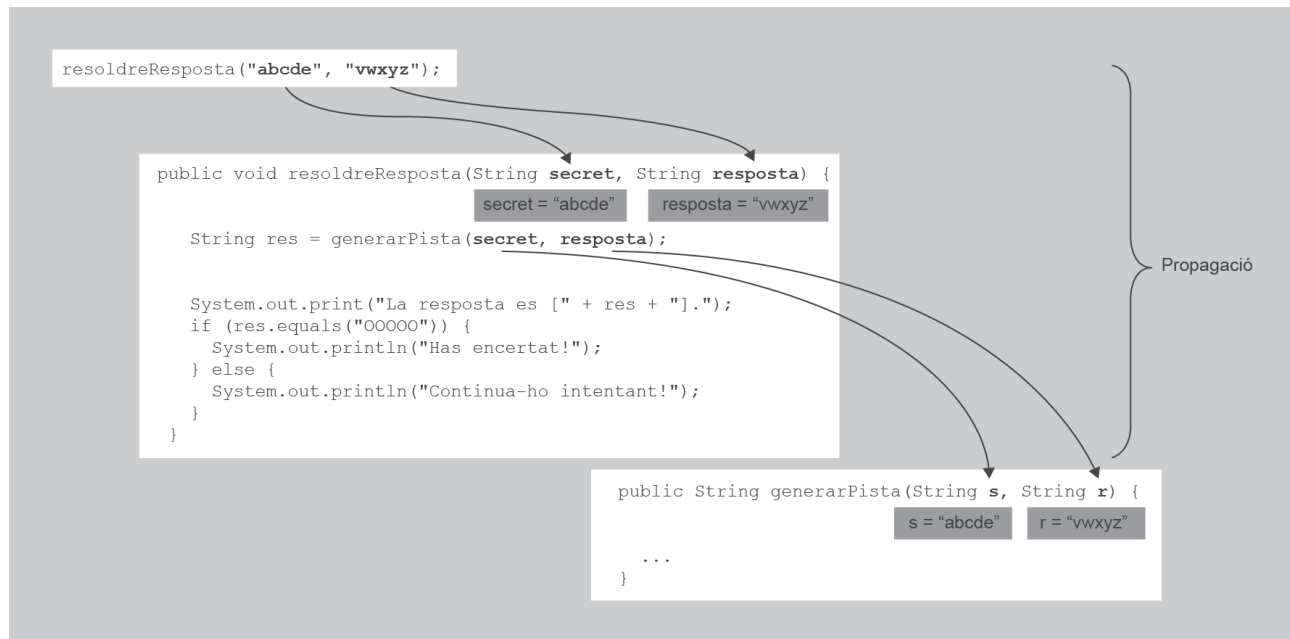 resoldreResposta("abcde", "vwxyz");
public void resoldreResposta(String secret, String resposta) {
secret = “abcde” resposta = “vwxyz”
String res = generarPista(secret, resposta);
Propagació
System.out.print("La resposta es [" + res + "].");
if (res.equals("OOOOO")) {
System.out.println("Has encertat!");
} else {
System.out.println("Continua-ho intentant!");
}
}
public String generarPista(String s, String r) {
s = “abcde” r = “vwxyz”
...
}